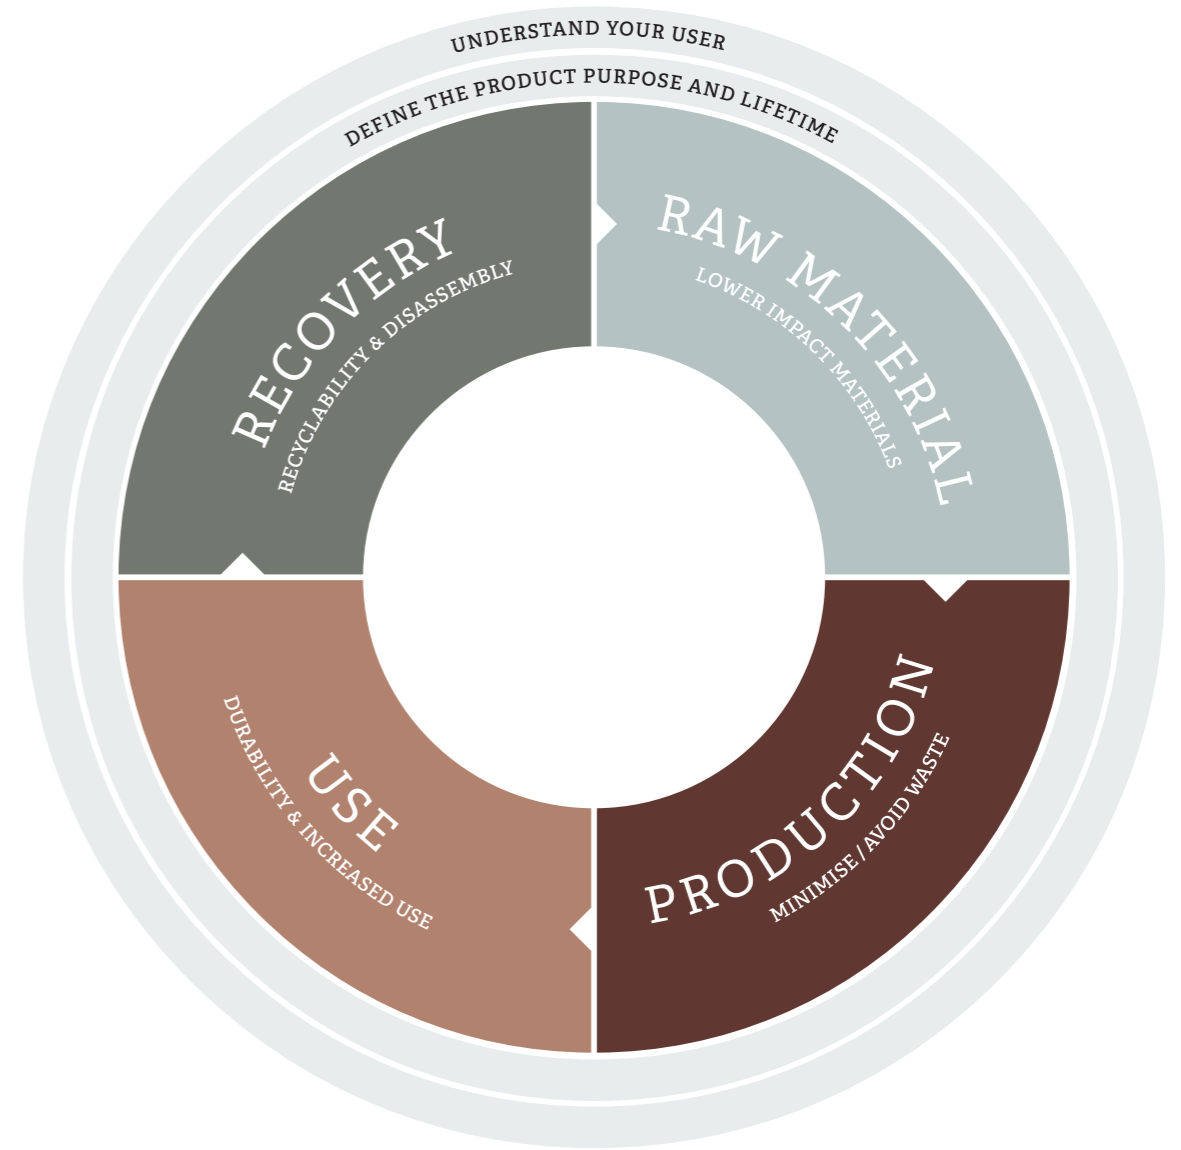 UNDERSTAND YOUR USER
DEFINE THE PRODUCT PURPOSE AND LIFETIME
RAW MATERIAL
LOWER IMPACT MATERIALS
PRODUCTION
MINIMISE / AVOID WASTE
USE
DURABILITY & INCREASED USE
RECOVERY
RECYCLABILITY & DISASSEMBLY